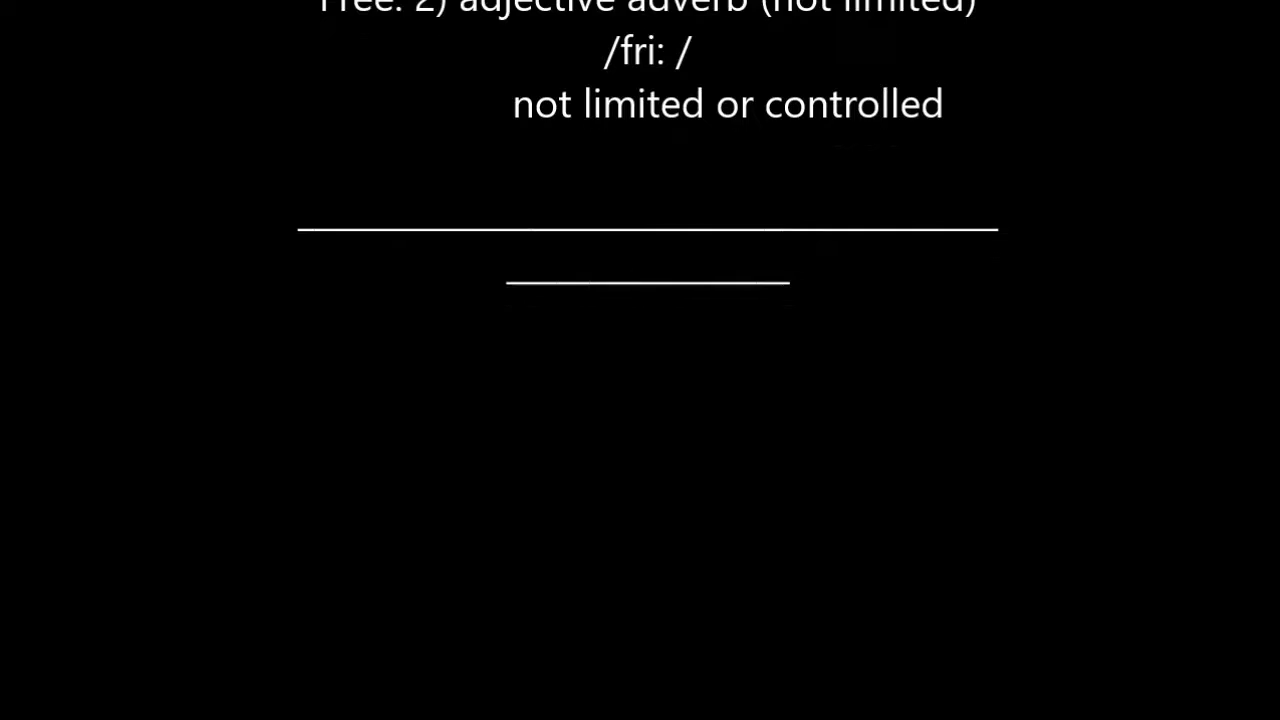 Free: 2) adjective adverb (not limited)
/fri: /
not limited or controlled